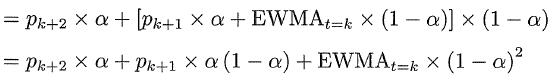 = p_{k+2} × α + [p_{k+1} × α + EWMA_{t=k} × (1 − α)] × (1 − α)
= p_{k+2} × α + p_{k+1} × α (1 − α) + EWMA_{t=k} × (1 − α)^2